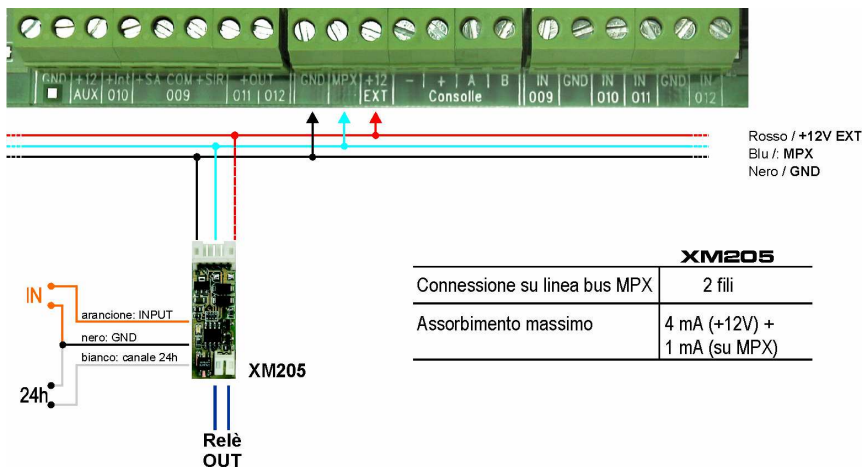 GND +12 +Int +SA COM +SIR +OUT GND MPX +12 - + A B IN GND IN IN GND IN
AUX 010 009 011 012 EXT Consolle 009 010 011 012
Rosso / +12V EXT
Blu /: MPX
Nero / GND
XM205
Connessione su linea bus MPX 2 fili
Assorbimento massimo 4 mA (+12V) +
1 mA (su MPX)
IN
arancione: INPUT
nero: GND
bianco: canale 24h
24h
XM205
Relè
OUT